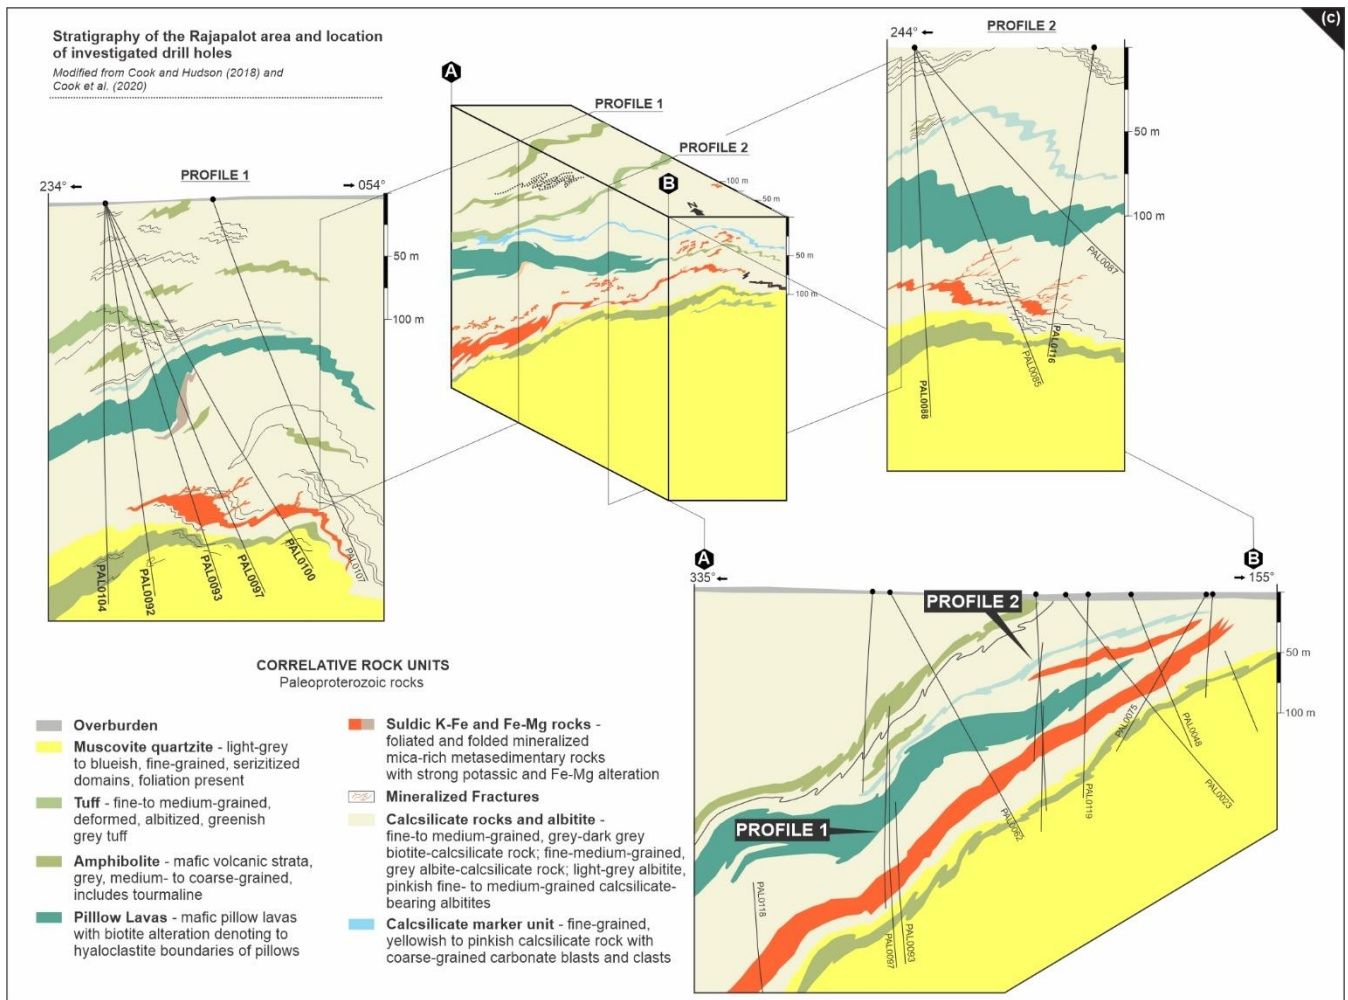 (c)
Stratigraphy of the Rajapalot area and location
of investigated drill holes
Modified from Cook and Hudson (2018) and
Cook et al. (2020)
PROFILE 1
234°
054°
50 m
100 m
PAL0104
PAL0092
PAL0093
PAL0097
PAL0100
PAL0107
A
PROFILE 1
PROFILE 2
B
100 m
50 m
N
50 m
100 m
PROFILE 2
244°
50 m
100 m
PAL0087
PAL0116
PAL0085
PAL0088
A
B
335°
155°
PROFILE 2
PROFILE 1
50 m
100 m
PAL0075
PAL0048
PAL0023
PAL0119
PAL0062
PAL0118
PAL0097
PAL0093
CORRELATIVE ROCK UNITS
Paleoproterozoic rocks
Overburden
Muscovite quartzite - light-grey
to blueish, fine-grained, serizitized
domains, foliation present
Tuff - fine-to medium-grained,
deformed, albitized, greenish
grey tuff
Amphibolite - mafic volcanic strata,
grey, medium- to coarse-grained,
includes tourmaline
Pilllow Lavas - mafic pillow lavas
with biotite alteration denoting to
hyaloclastite boundaries of pillows
Suldic K-Fe and Fe-Mg rocks -
foliated and folded mineralized
mica-rich metasedimentary rocks
with strong potassic and Fe-Mg alteration
Mineralized Fractures
Calcsilicate rocks and albitite -
fine-to medium-grained, grey-dark grey
biotite-calcsilicate rock; fine-medium-grained,
grey albite-calcsilicate rock; light-grey albitite,
pinkish fine- to medium-grained calcsilicate-
bearing albitites
Calcsilicate marker unit - fine-grained,
yellowish to pinkish calcsilicate rock with
coarse-grained carbonate blasts and clasts